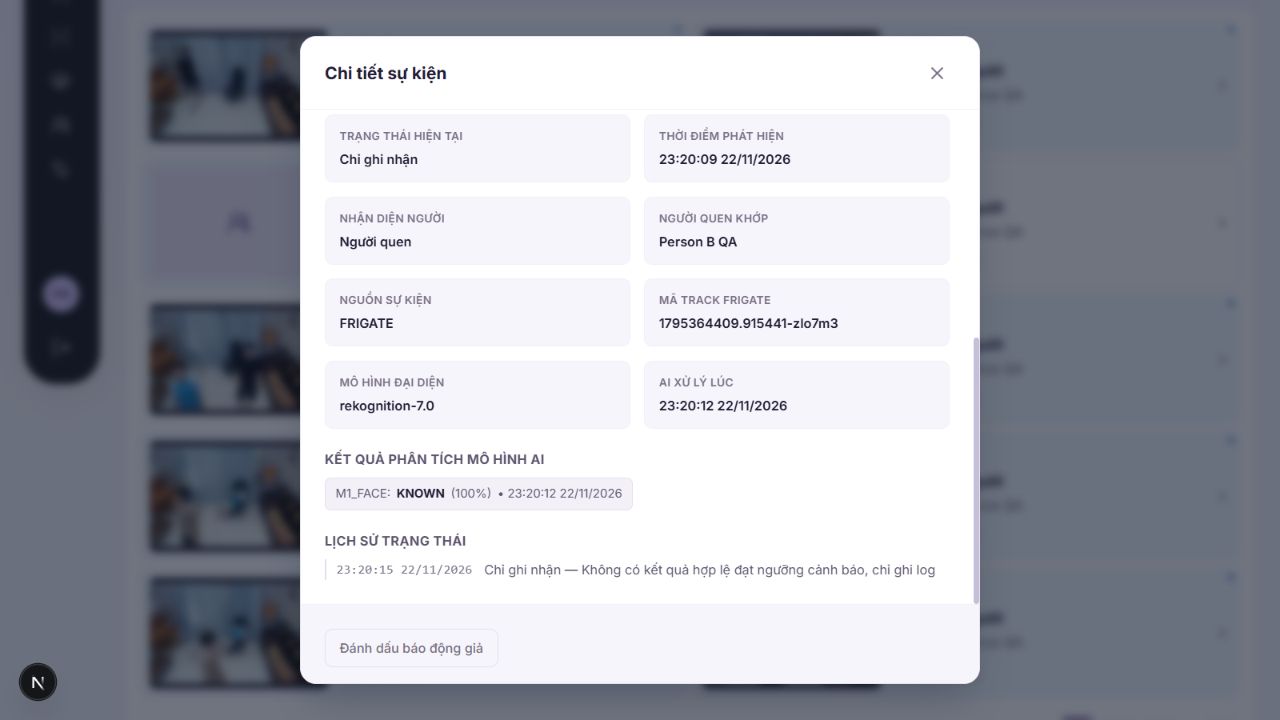 Chi tiết sự kiện
TRẠNG THÁI HIỆN TẠI
Chỉ ghi nhận
THỜI ĐIỂM PHÁT HIỆN
23:20:09 22/11/2026
NHẬN DIỆN NGƯỜI
Người quen
NGƯỜI QUEN KHỚP
Person B QA
NGUỒN SỰ KIỆN
FRIGATE
MÃ TRACK FRIGATE
1795364409.915441-zlo7m3
MÔ HÌNH ĐẠI DIỆN
rekognition-7.0
AI XỬ LÝ LÚC
23:20:12 22/11/2026
KẾT QUẢ PHÂN TÍCH MÔ HÌNH AI
M1_FACE: KNOWN (100%) • 23:20:12 22/11/2026
LỊCH SỬ TRẠNG THÁI
23:20:15 22/11/2026 Chỉ ghi nhận — Không có kết quả hợp lệ đạt ngưỡng cảnh báo, chỉ ghi log
Đánh dấu báo động giả
N